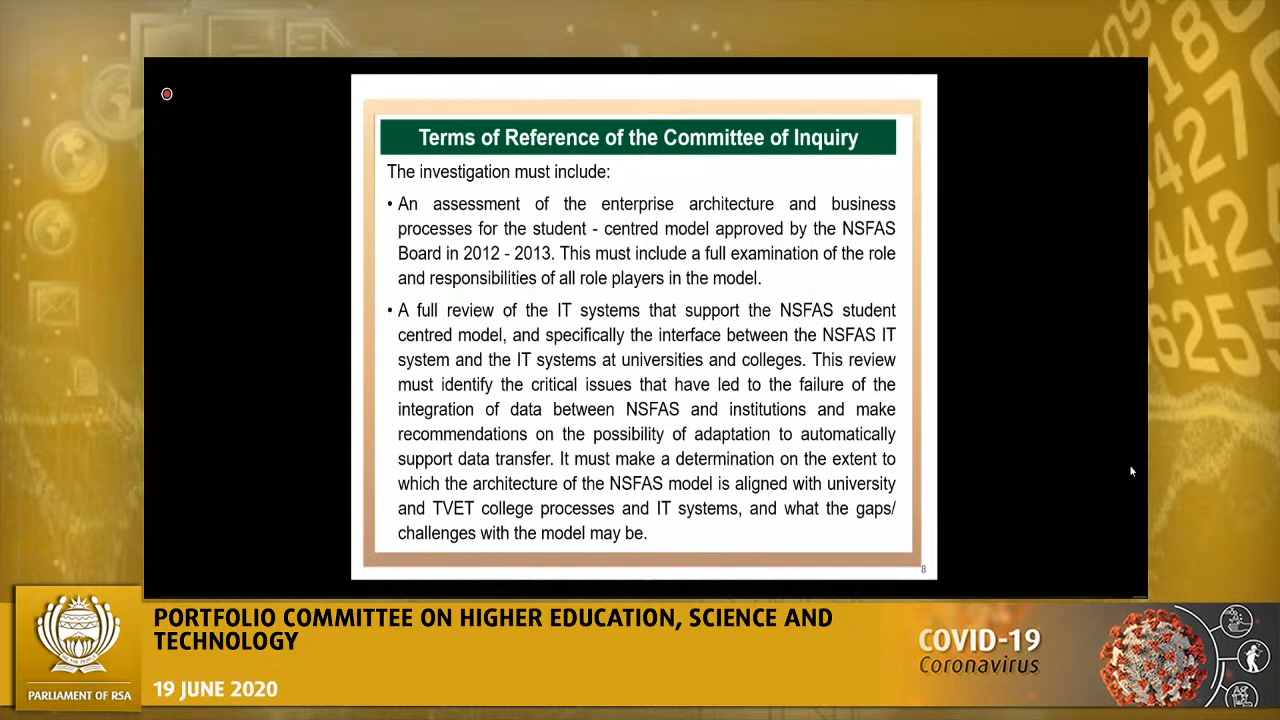 Terms of Reference of the Committee of Inquiry
The investigation must include:
• An assessment of the enterprise architecture and business
processes for the student - centred model approved by the NSFAS
Board in 2012 - 2013. This must include a full examination of the role
and responsibilities of all role players in the model.
• A full review of the IT systems that support the NSFAS student
centred model, and specifically the interface between the NSFAS IT
system and the IT systems at universities and colleges. This review
must identify the critical issues that have led to the failure of the
integration of data between NSFAS and institutions and make
recommendations on the possibility of adaptation to automatically
support data transfer. It must make a determination on the extent to
which the architecture of the NSFAS model is aligned with university
and TVET college processes and IT systems, and what the gaps/
challenges with the model may be.
8
PORTFOLIO COMMITTEE ON HIGHER EDUCATION, SCIENCE AND
TECHNOLOGY
19 JUNE 2020
PARLIAMENT OF RSA
COVID-19
Coronavirus